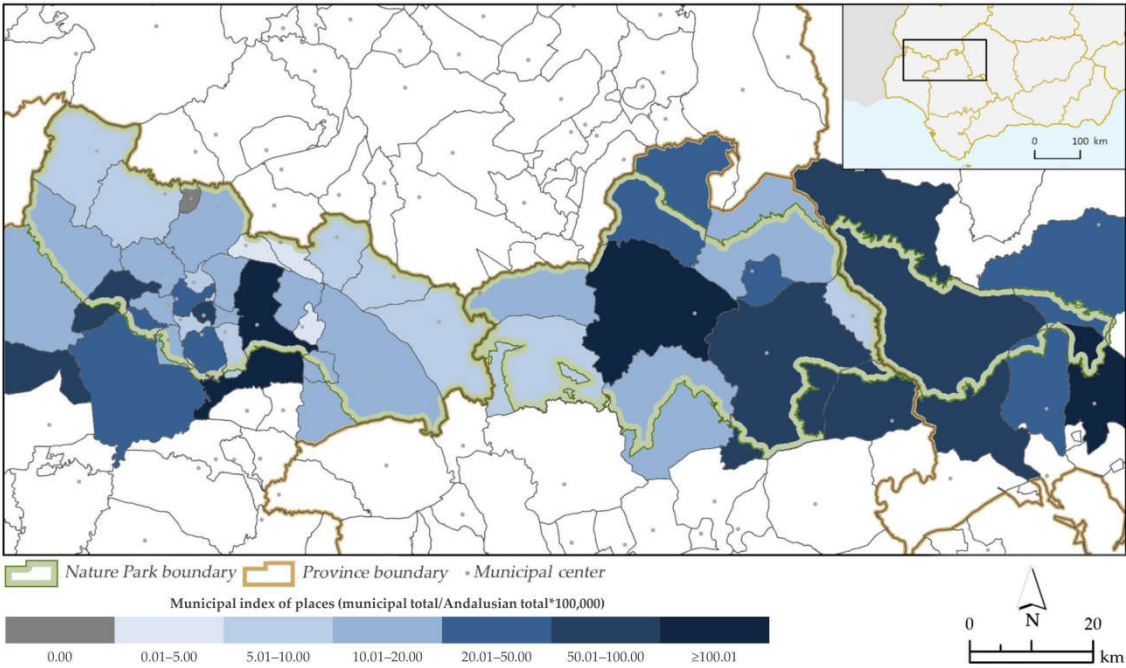 0 100 km
Nature Park boundary Province boundary • Municipal center
Municipal index of places (municipal total/Andalusian total*100,000)
0.00 0.01–5.00 5.01–10.00 10.01–20.00 20.01–50.00 50.01–100.00 ≥100.01
N
0 20
km